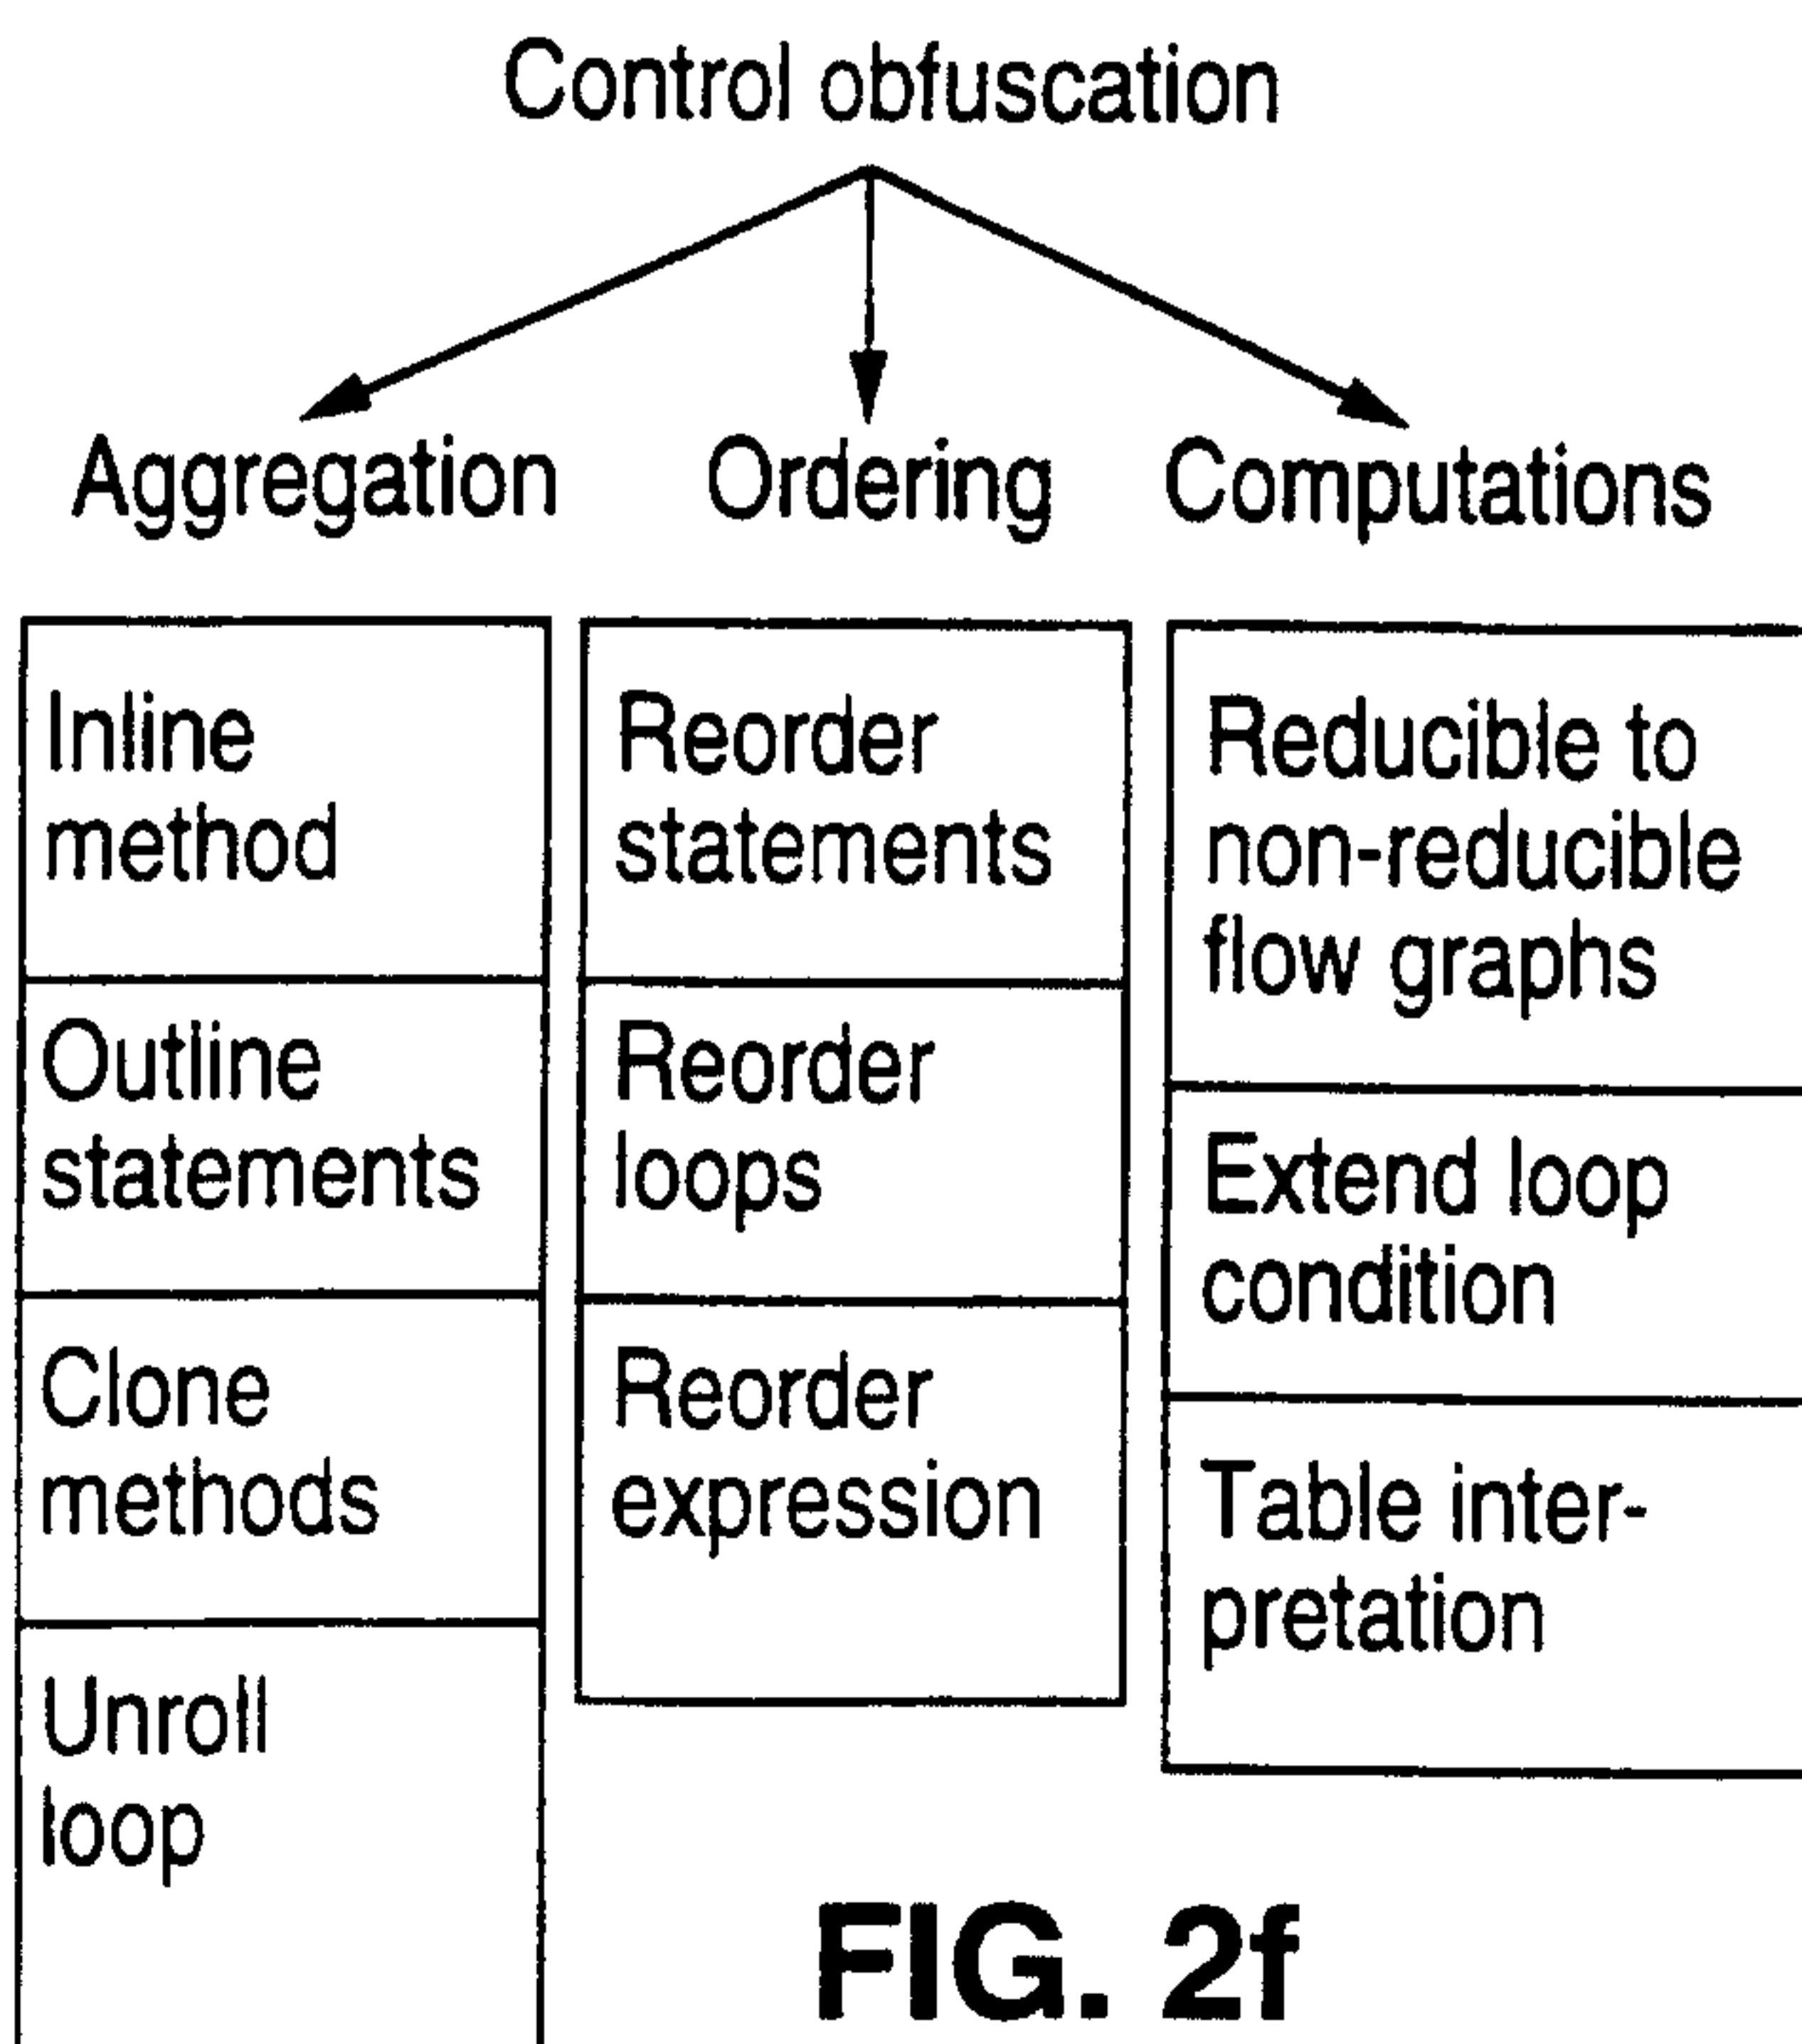 Control obfuscation
Aggregation
Ordering
Computations
Inline
method
Outline
statements
Clone
methods
Unroll
loop
Reorder
statements
Reorder
loops
Reorder
expression
Reducible to
non-reducible
flow graphs
Extend loop
condition
Table inter-
pretation
FIG. 2f